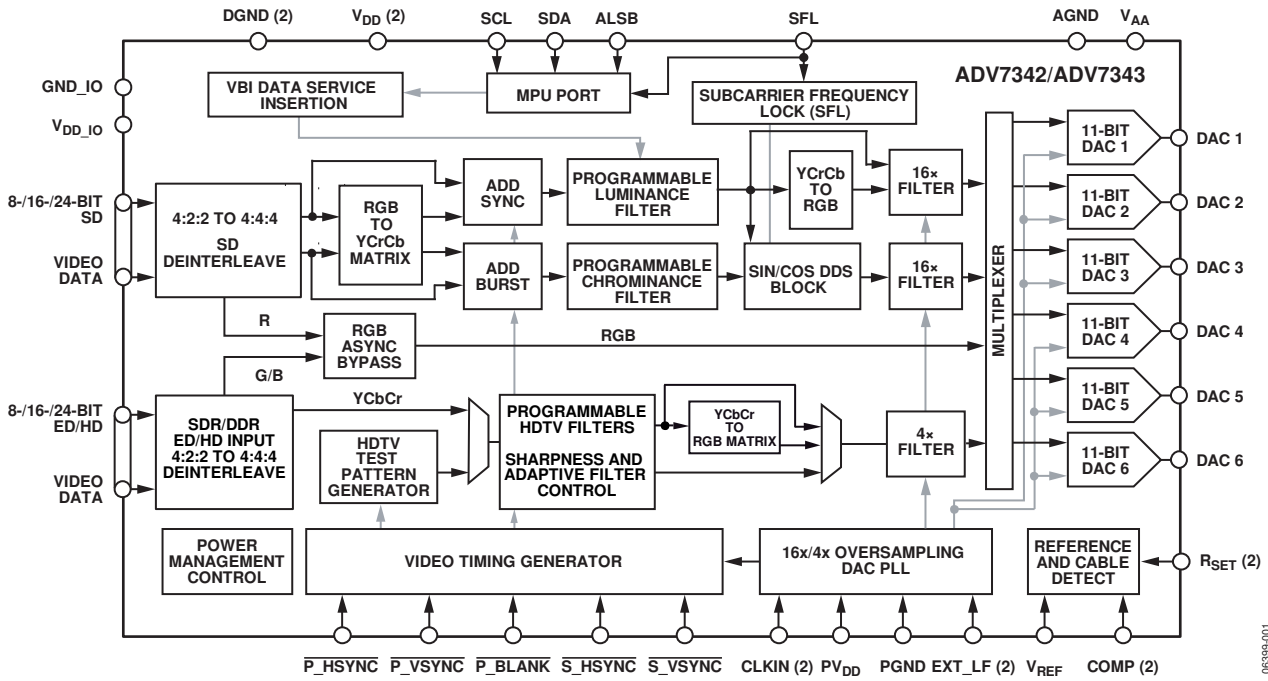 DGND (2)
VDD (2)
SCL
SDA
ALSB
SFL
AGND
VAA
GND_IO
VDD_IO
ADV7342/ADV7343
VBI DATA SERVICE
INSERTION
MPU PORT
SUBCARRIER FREQUENCY
LOCK (SFL)
8-/16-/24-BIT
SD
VIDEO
DATA
4:2:2 TO 4:4:4
SD
DEINTERLEAVE
RGB
TO
YCrCb
MATRIX
ADD
SYNC
ADD
BURST
PROGRAMMABLE
LUMINANCE
FILTER
PROGRAMMABLE
CHROMINANCE
FILTER
YCrCb
TO
RGB
SIN/COS DDS
BLOCK
16×
FILTER
16×
FILTER
MULTIPLEXER
11-BIT
DAC 1
DAC 1
11-BIT
DAC 2
DAC 2
11-BIT
DAC 3
DAC 3
11-BIT
DAC 4
DAC 4
11-BIT
DAC 5
DAC 5
11-BIT
DAC 6
DAC 6
R
G/B
RGB
ASYNC
BYPASS
RGB
8-/16-/24-BIT
ED/HD
VIDEO
DATA
SDR/DDR
ED/HD INPUT
4:2:2 TO 4:4:4
DEINTERLEAVE
YCbCr
HDTV
TEST
PATTERN
GENERATOR
PROGRAMMABLE
HDTV FILTERS
SHARPNESS AND
ADAPTIVE FILTER
CONTROL
YCbCr
TO
RGB MATRIX
4×
FILTER
POWER
MANAGEMENT
CONTROL
VIDEO TIMING GENERATOR
16x/4x OVERSAMPLING
DAC PLL
REFERENCE
AND CABLE
DETECT
RSET (2)
P_HSYNC
P_VSYNC
P_BLANK
S_HSYNC
S_VSYNC
CLKIN (2)
PVDD
PGND
EXT_LF (2)
VREF
COMP (2)
06399-001